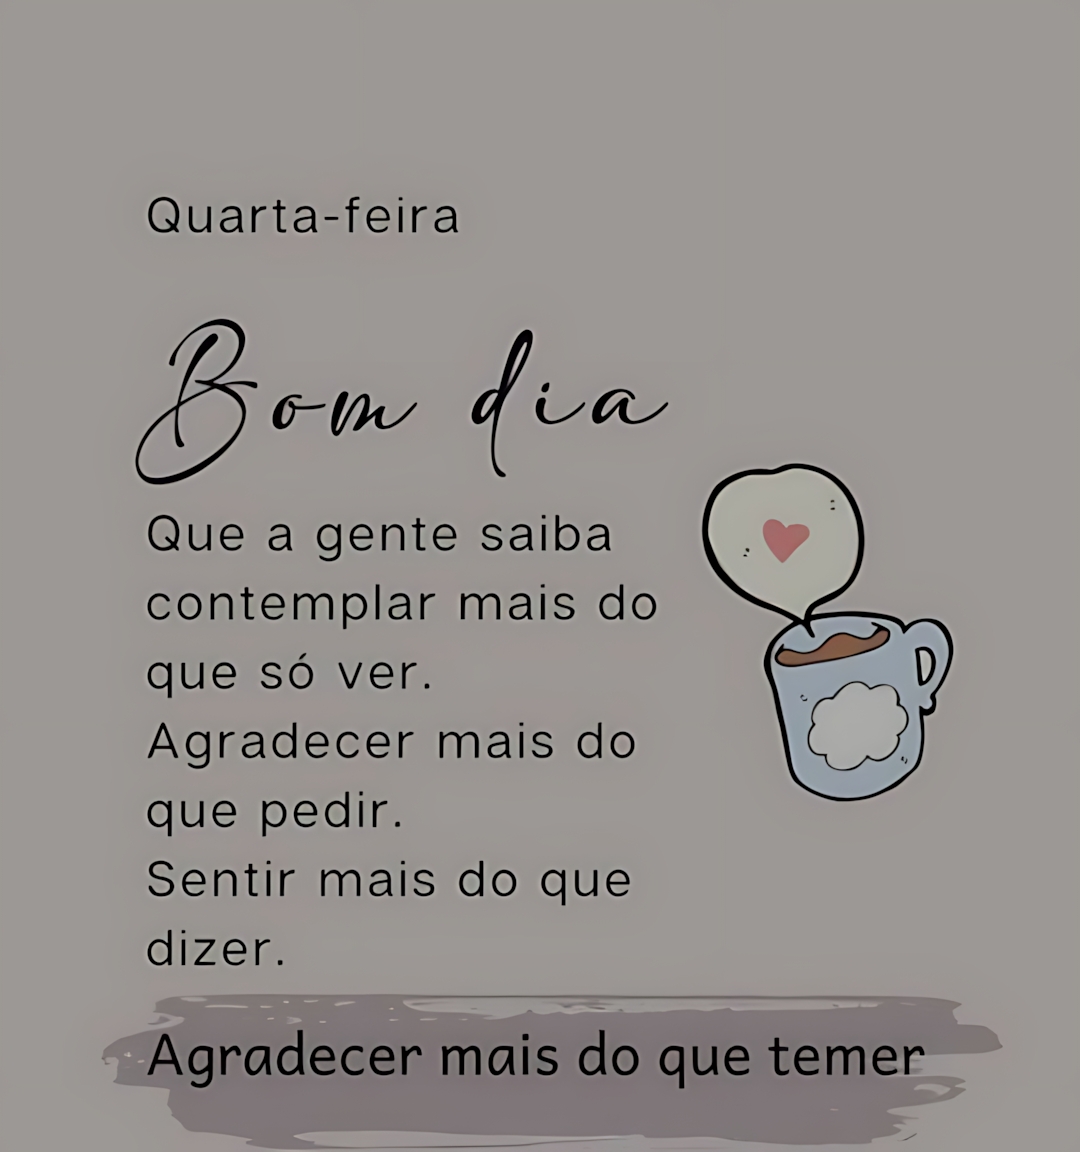 Quarta-feira
Bom dia
Que a gente saiba
contemplar mais do
que só ver.
Agradecer mais do
que pedir.
Sentir mais do que
dizer.
Agradecer mais do que temer